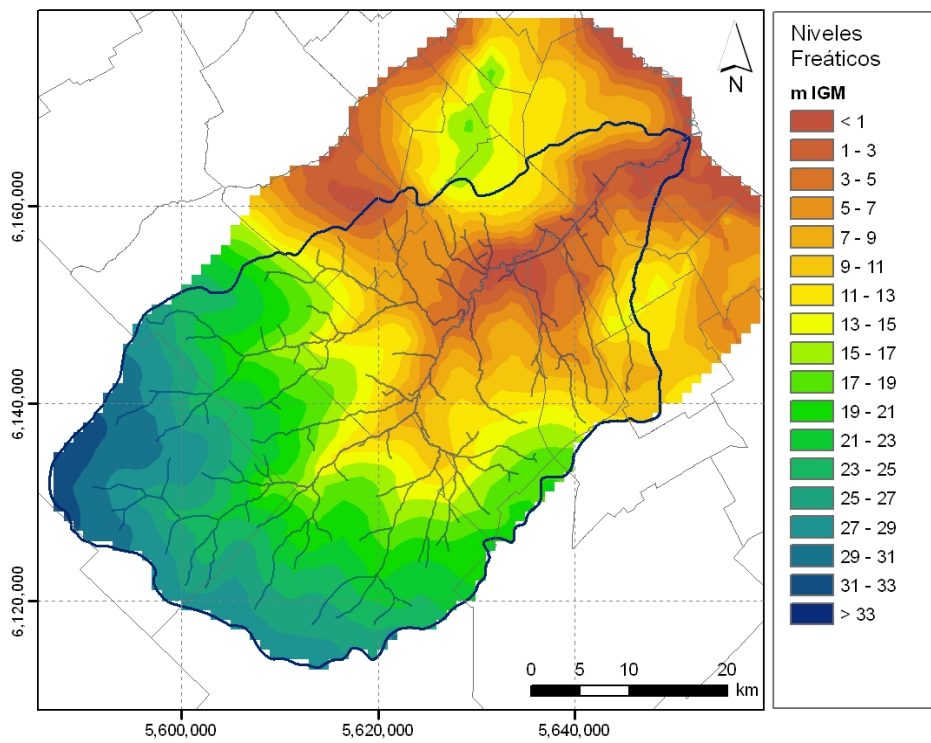 6,160,000
6,140,000
6,120,000
5,600,000
5,620,000
5,640,000
N
0 5 10 20
km
Niveles
Freáticos
m IGM
< 1
1 - 3
3 - 5
5 - 7
7 - 9
9 - 11
11 - 13
13 - 15
15 - 17
17 - 19
19 - 21
21 - 23
23 - 25
25 - 27
27 - 29
29 - 31
31 - 33
> 33